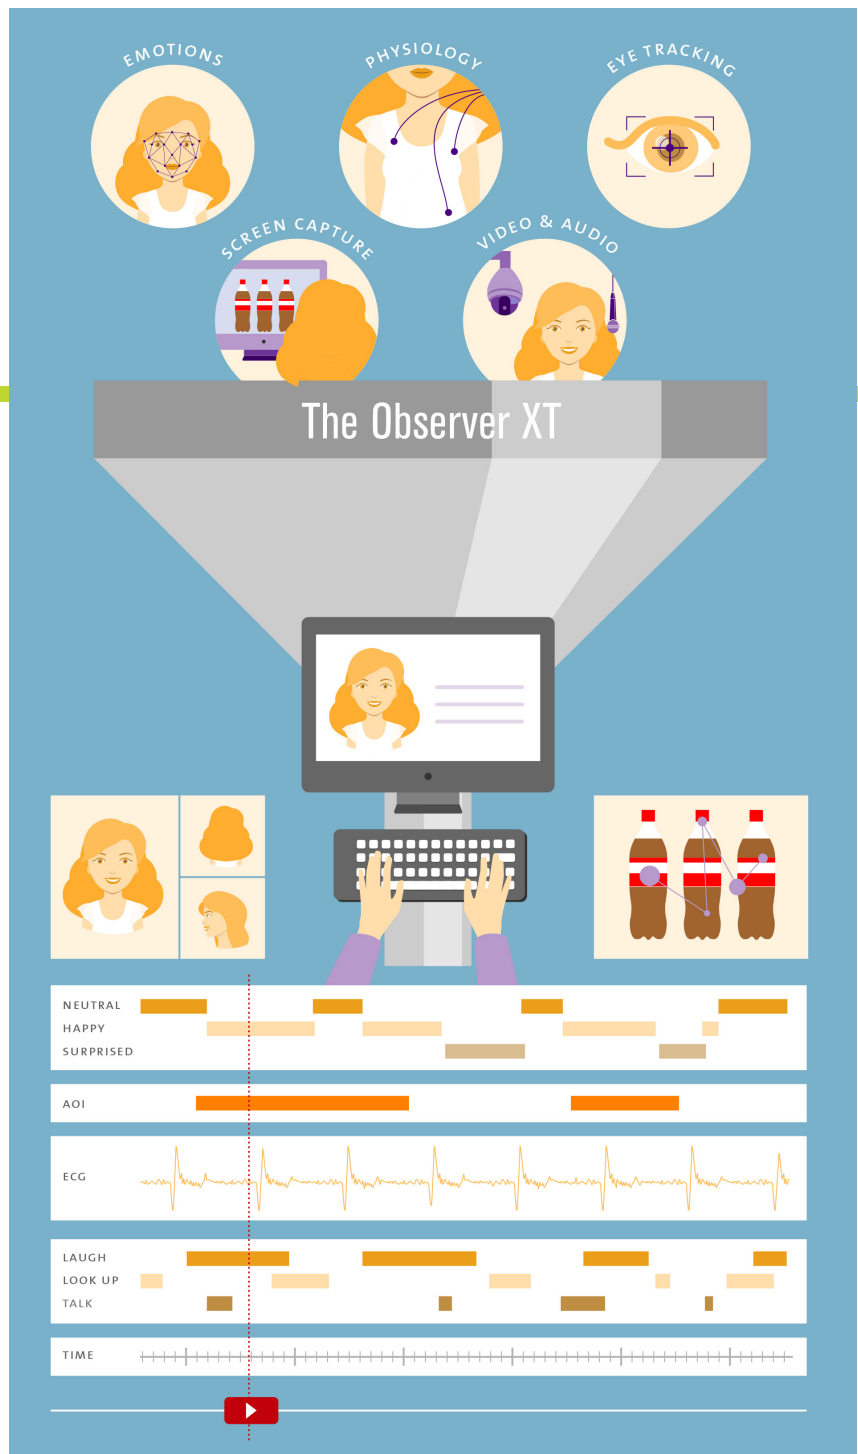 EMOTIONS
PHYSIOLOGY
EYE TRACKING
SCREEN CAPTURE
VIDEO & AUDIO
The Observer XT
NEUTRAL
HAPPY
SURPRISED
AOI
ECG
LAUGH
LOOK UP
TALK
TIME